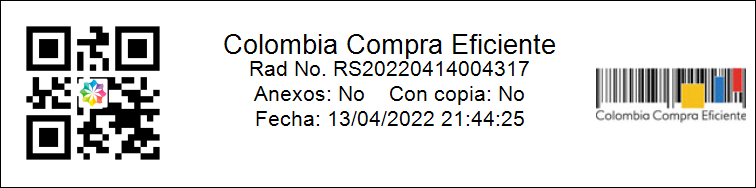 Colombia Compra Eficiente
Rad No. RS20220414004317
Anexos: No    Con copia: No
Fecha: 13/04/2022 21:44:25
Colombia Compra Eficiente